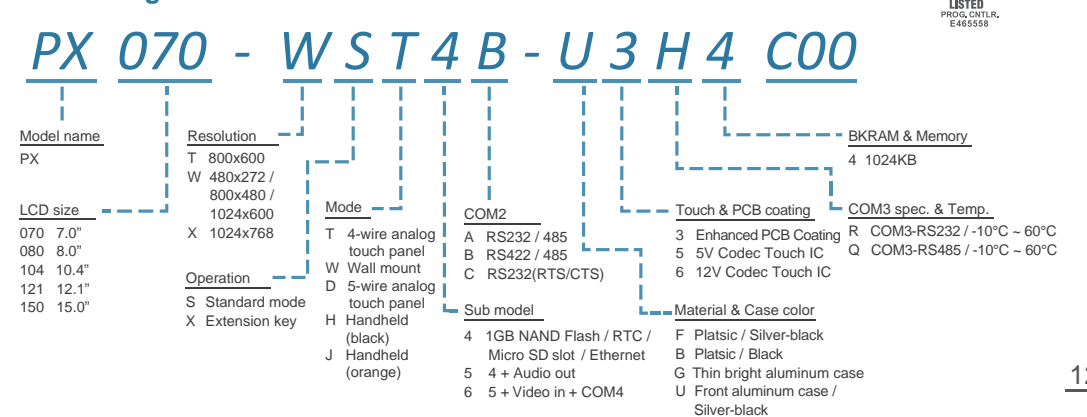 LISTED
PROG. CNTLR.
E465558
PX 070 - W S T 4 B - U 3 H 4 C00
Model name
PX
LCD size
070 7.0"
080 8.0"
104 10.4"
121 12.1"
150 15.0"
Resolution
T 800x600
W 480x272 /
800x480 /
1024x600
X 1024x768
Operation
S Standard mode
X Extension key
Mode
T 4-wire analog
touch panel
W Wall mount
D 5-wire analog
touch panel
H Handheld
(black)
J Handheld
(orange)
COM2
A RS232 / 485
B RS422 / 485
C RS232(RTS/CTS)
Sub model
4 1GB NAND Flash / RTC /
Micro SD slot / Ethernet
5 4 + Audio out
6 5 + Video in + COM4
Touch & PCB coating
3 Enhanced PCB Coating
5 5V Codec Touch IC
6 12V Codec Touch IC
Material & Case color
F Platsic / Silver-black
B Platsic / Black
G Thin bright aluminum case
U Front aluminum case /
Silver-black
BKRAM & Memory
4 1024KB
COM3 spec. & Temp.
R COM3-RS232 / -10°C ~ 60°C
Q COM3-RS485 / -10°C ~ 60°C